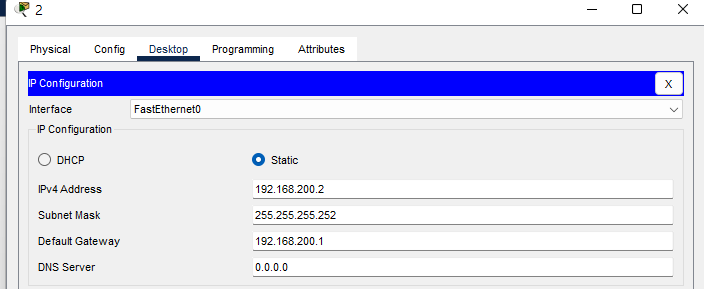 2
Physical Config Desktop Programming Attributes
IP Configuration X
Interface FastEthernet0
IP Configuration
DHCP Static
IPv4 Address 192.168.200.2
Subnet Mask 255.255.255.252
Default Gateway 192.168.200.1
DNS Server 0.0.0.0